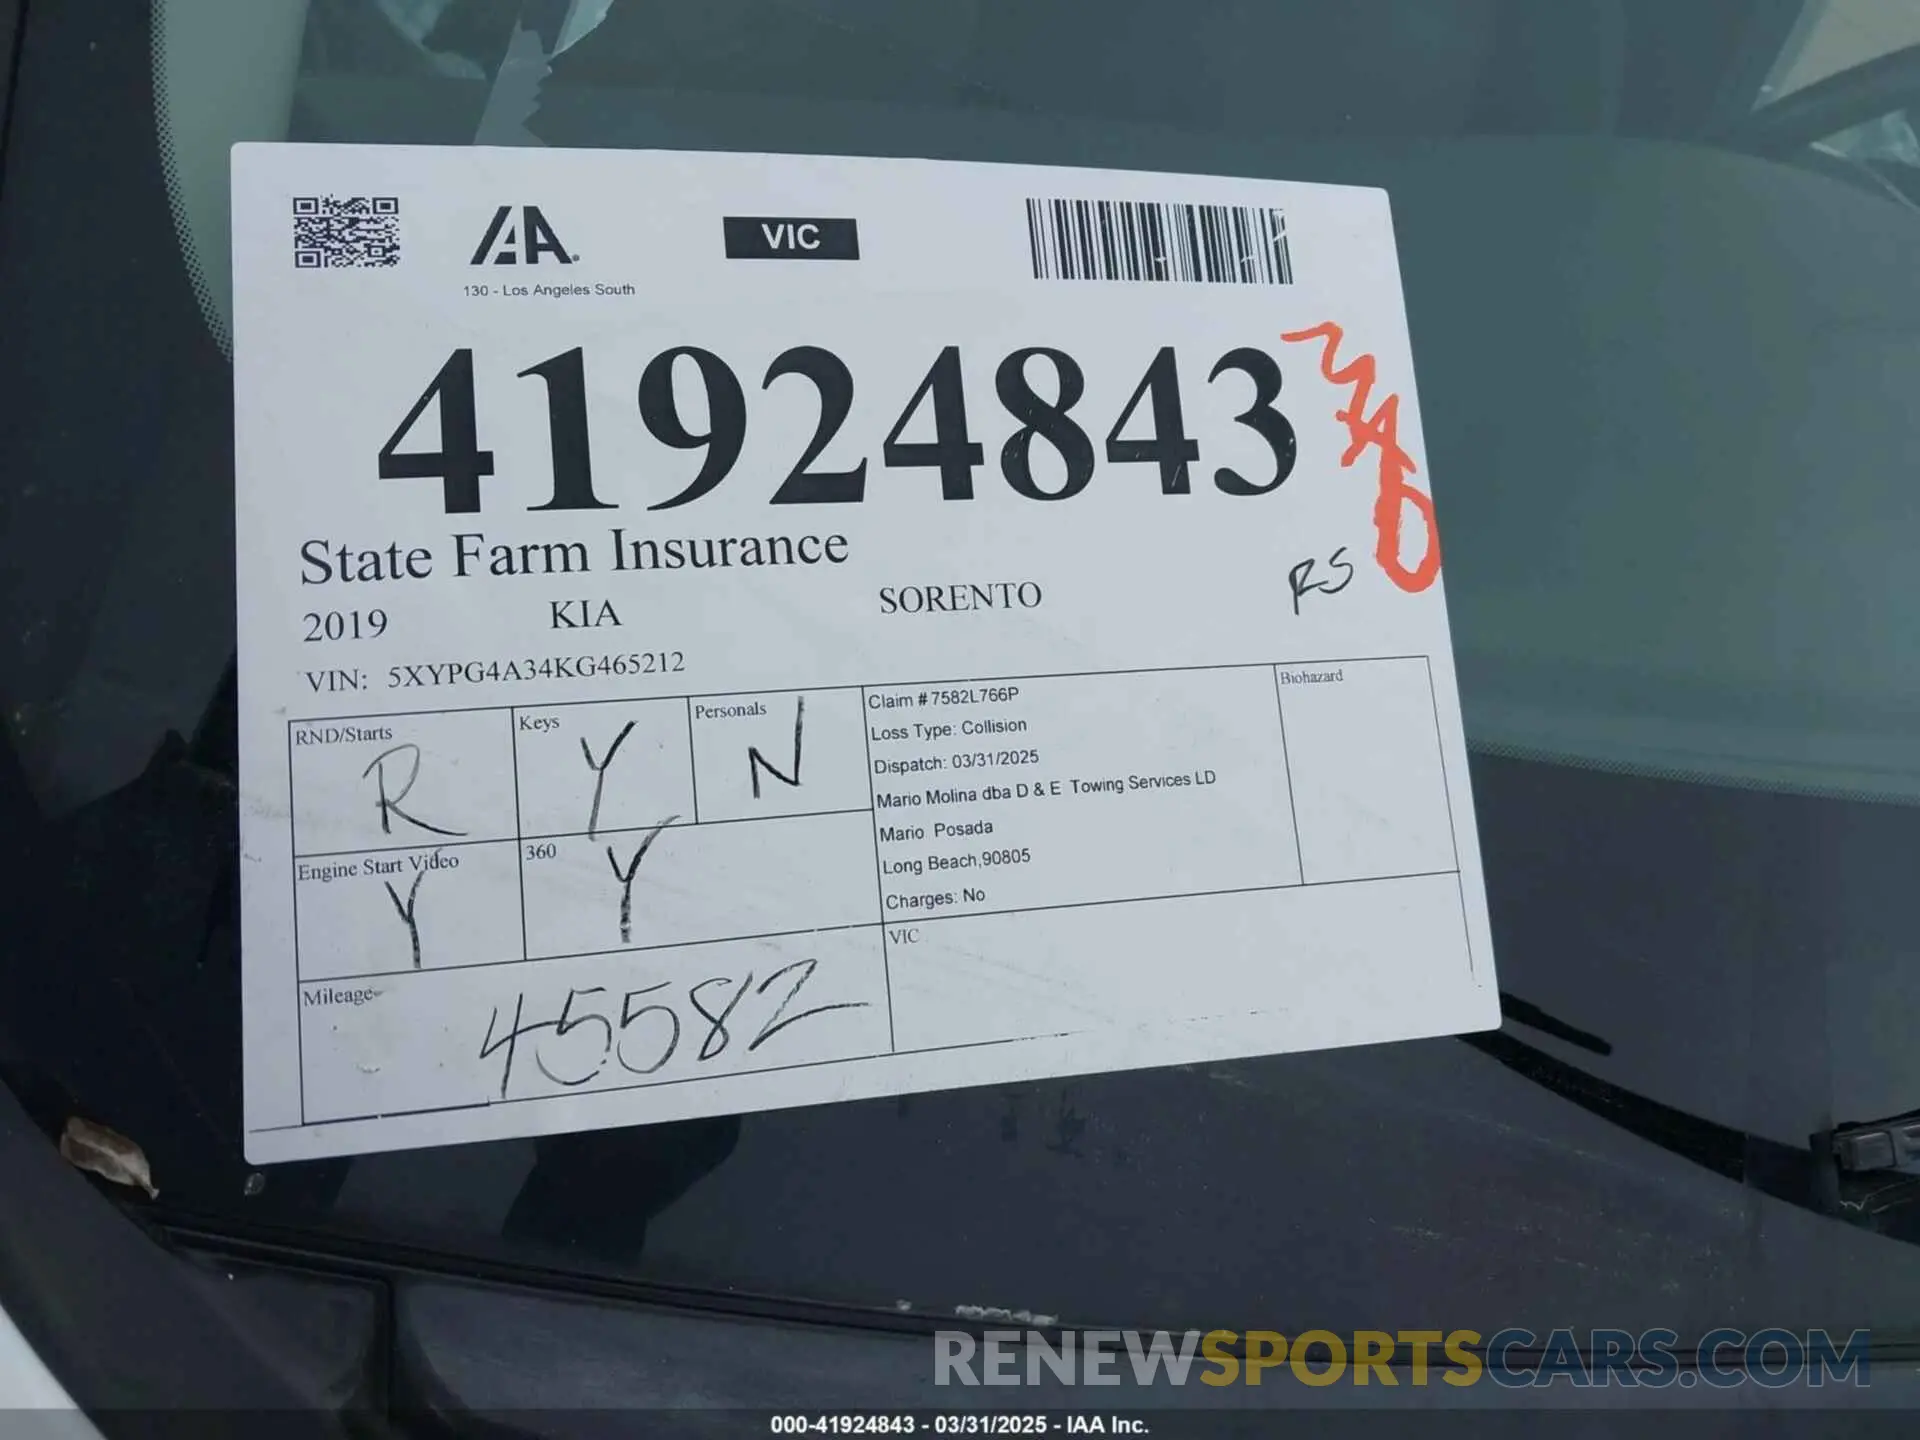 IAA.
130 - Los Angeles South
VIC
41924843
State Farm Insurance
2019 KIA SORENTO
RS
VIN: 5XYPG4A34KG465212
RND/Starts
R
Keys
Y
Personals
N
Engine Start Video
Y
360
Y
Mileage
45582
Claim # 7582L766P
Loss Type: Collision
Dispatch: 03/31/2025
Mario Molina dba D & E Towing Services LD
Mario Posada
Long Beach,90805
Charges: No
Biohazard
VIC
RENEWSPORTSCARS.COM
000-41924843 - 03/31/2025 - IAA Inc.